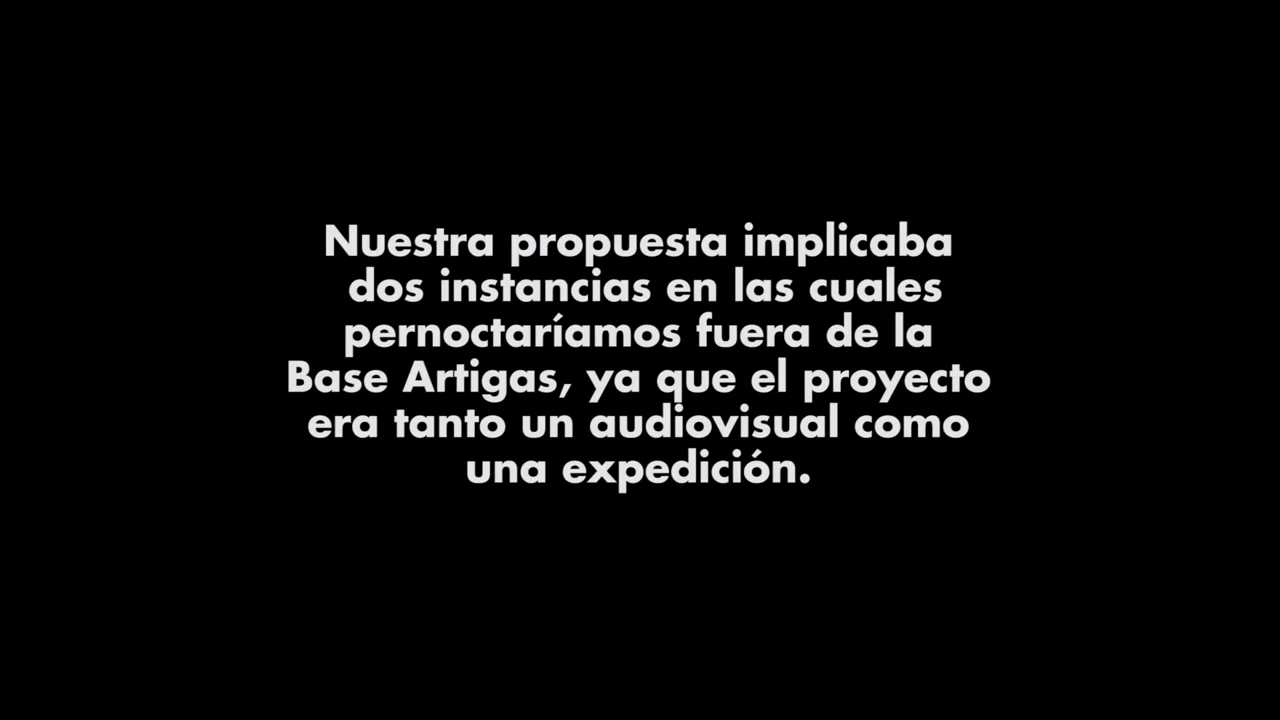 Nuestra propuesta implicaba
dos instancias en las cuales
pernoctaríamos fuera de la
Base Artigas, ya que el proyecto
era tanto un audiovisual como
una expedición.